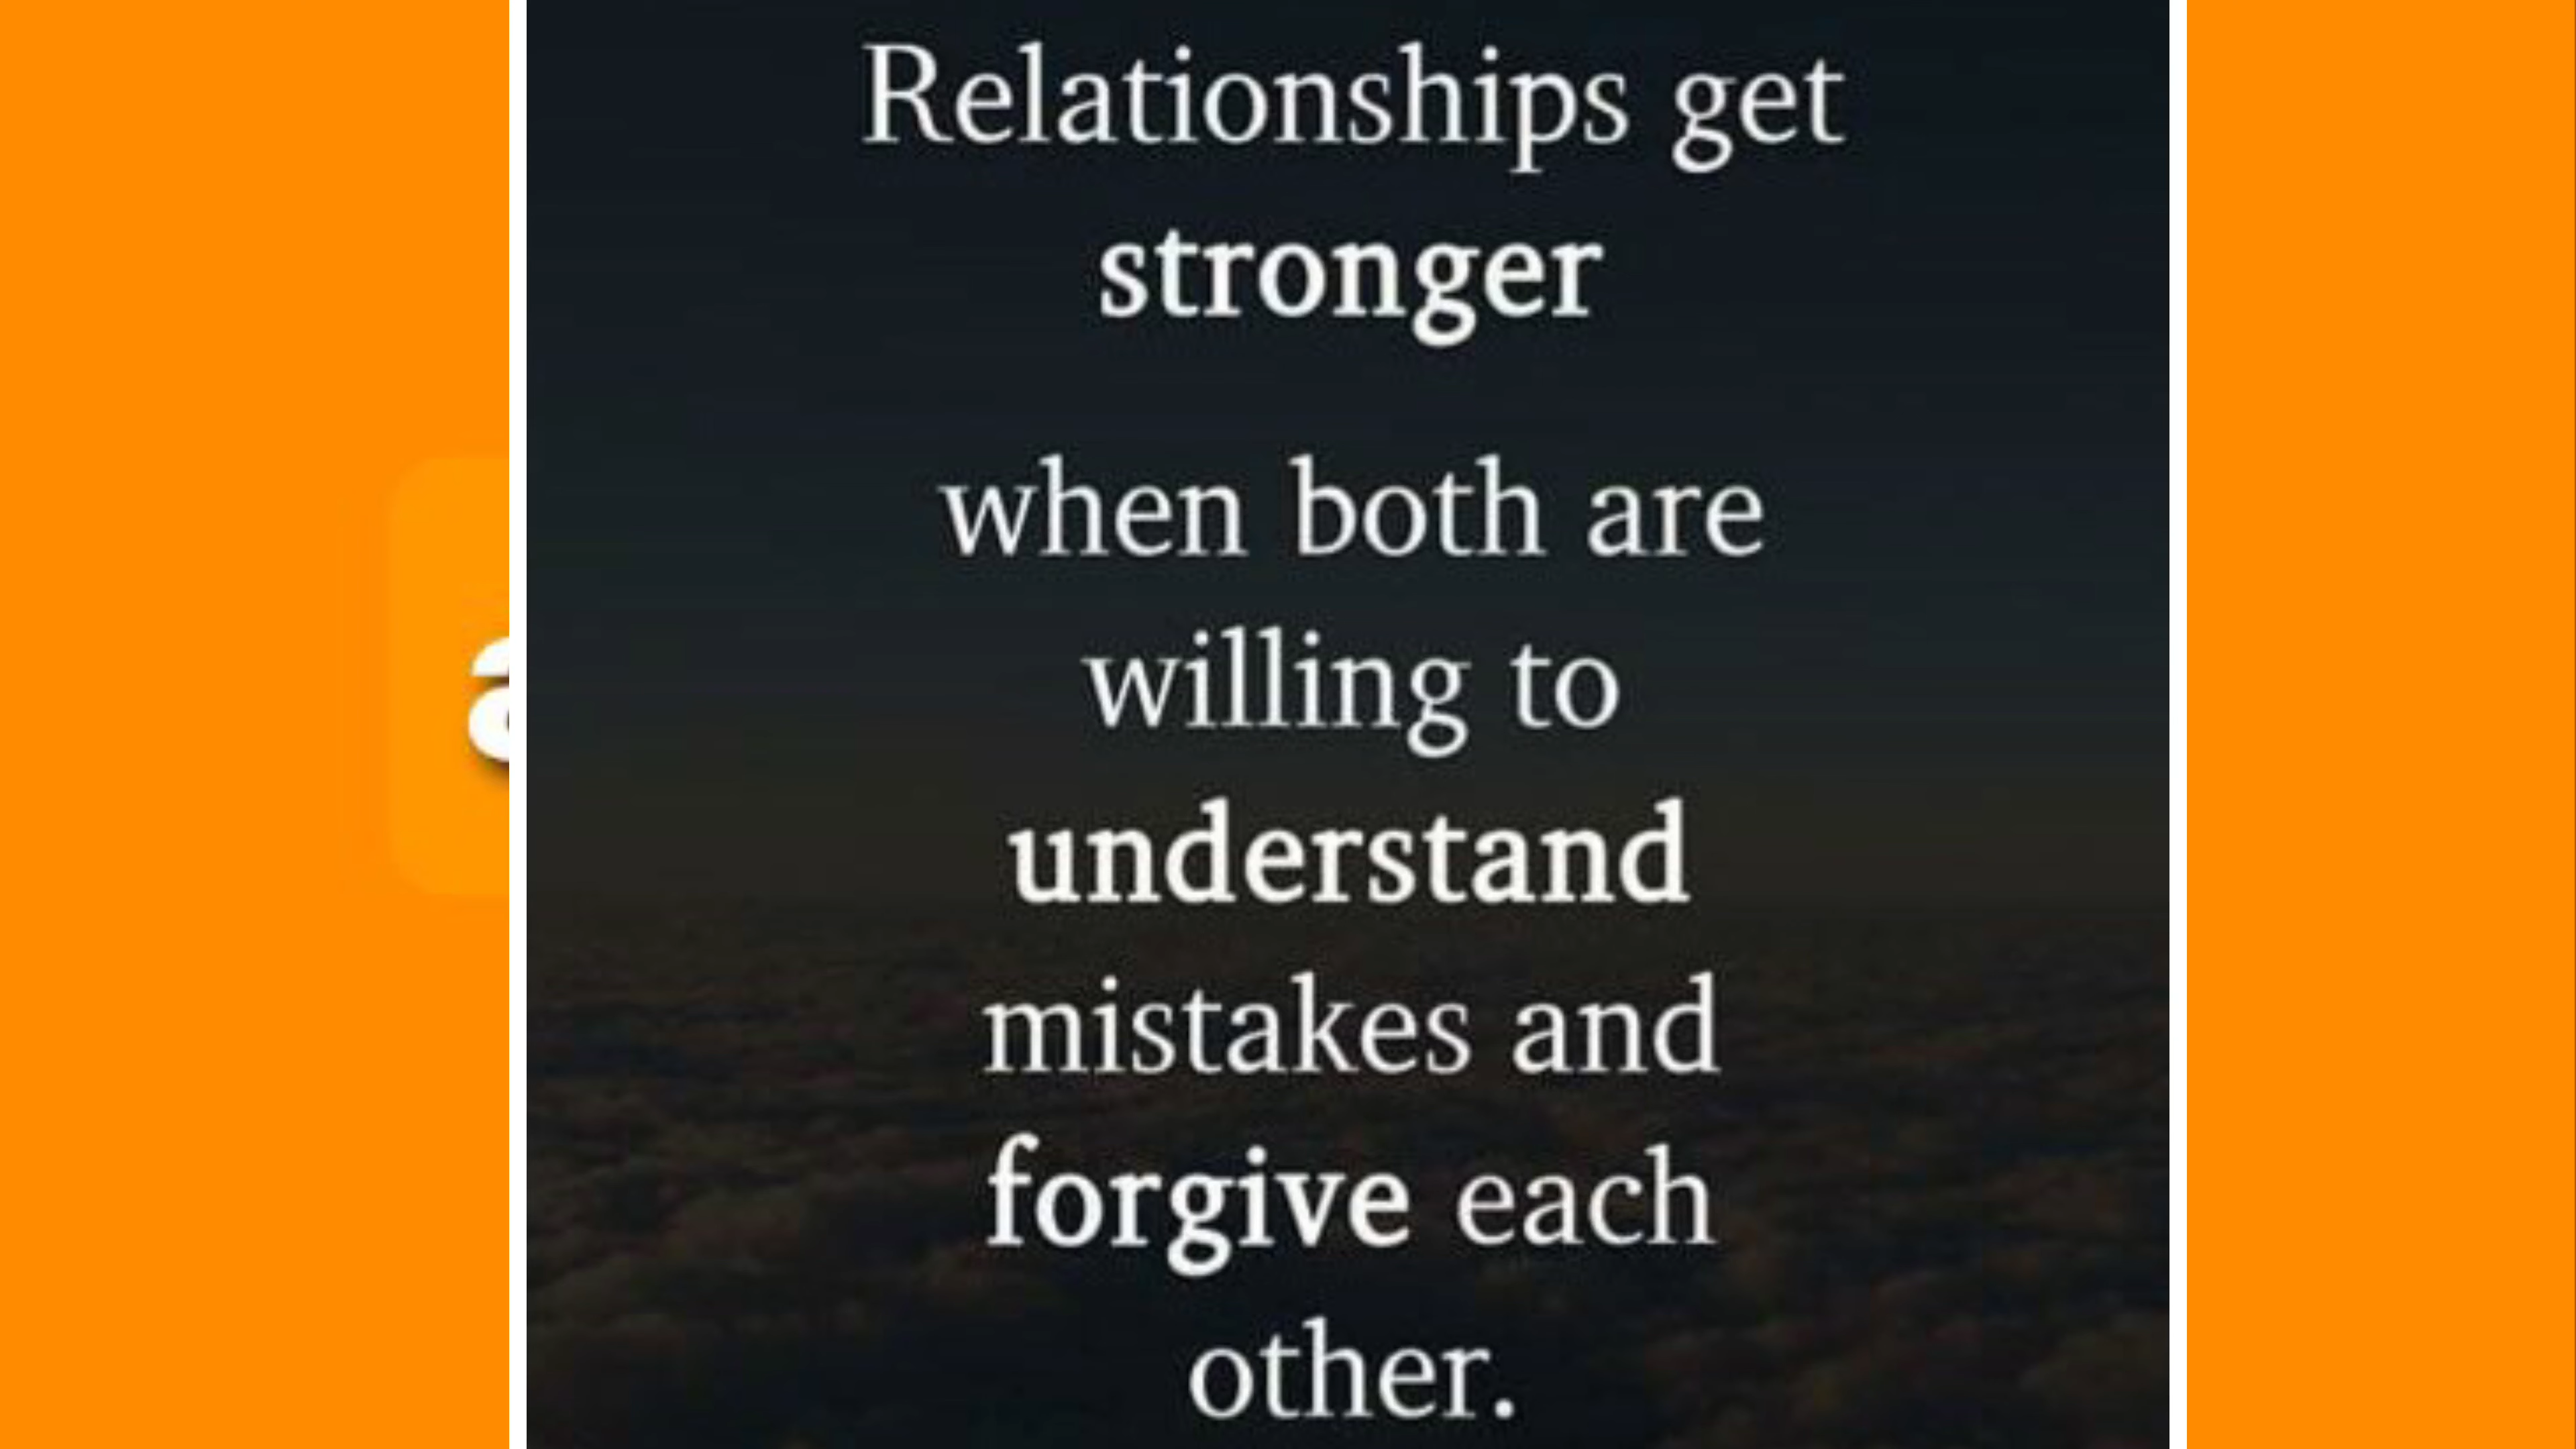 Relationships get
stronger
when both are
willing to
understand
mistakes and
forgive each
other.